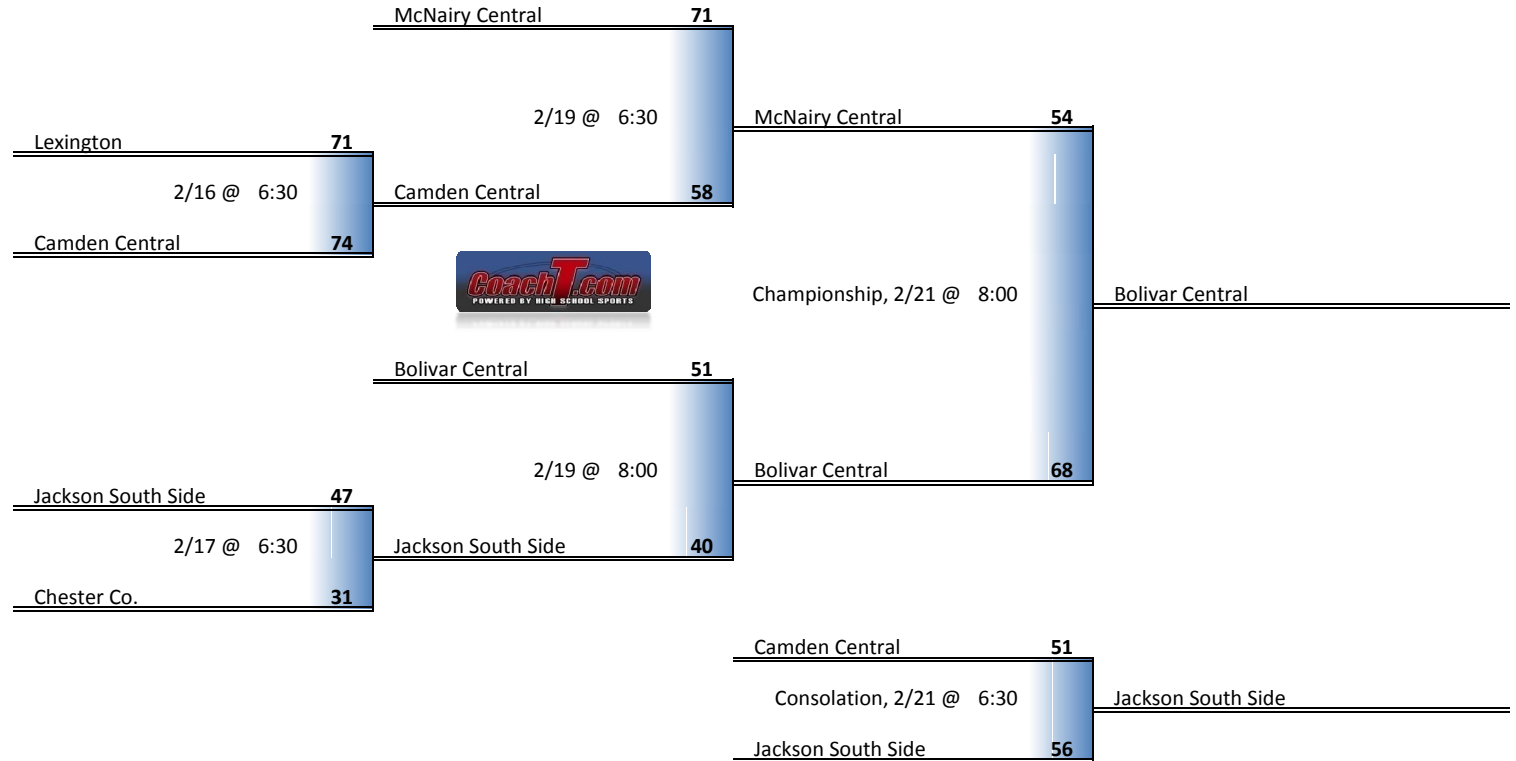 McNairy Central 71
2/19 @ 6:30
McNairy Central 54
Lexington 71
2/16 @ 6:30
Camden Central 58
Camden Central 74
CoachT.com
POWERED BY HIGH SCHOOL SPORTS
Championship, 2/21 @ 8:00
Bolivar Central
Bolivar Central 51
2/19 @ 8:00
Bolivar Central 68
Jackson South Side 47
2/17 @ 6:30
Jackson South Side 40
Chester Co. 31
Camden Central 51
Consolation, 2/21 @ 6:30
Jackson South Side
Jackson South Side 56